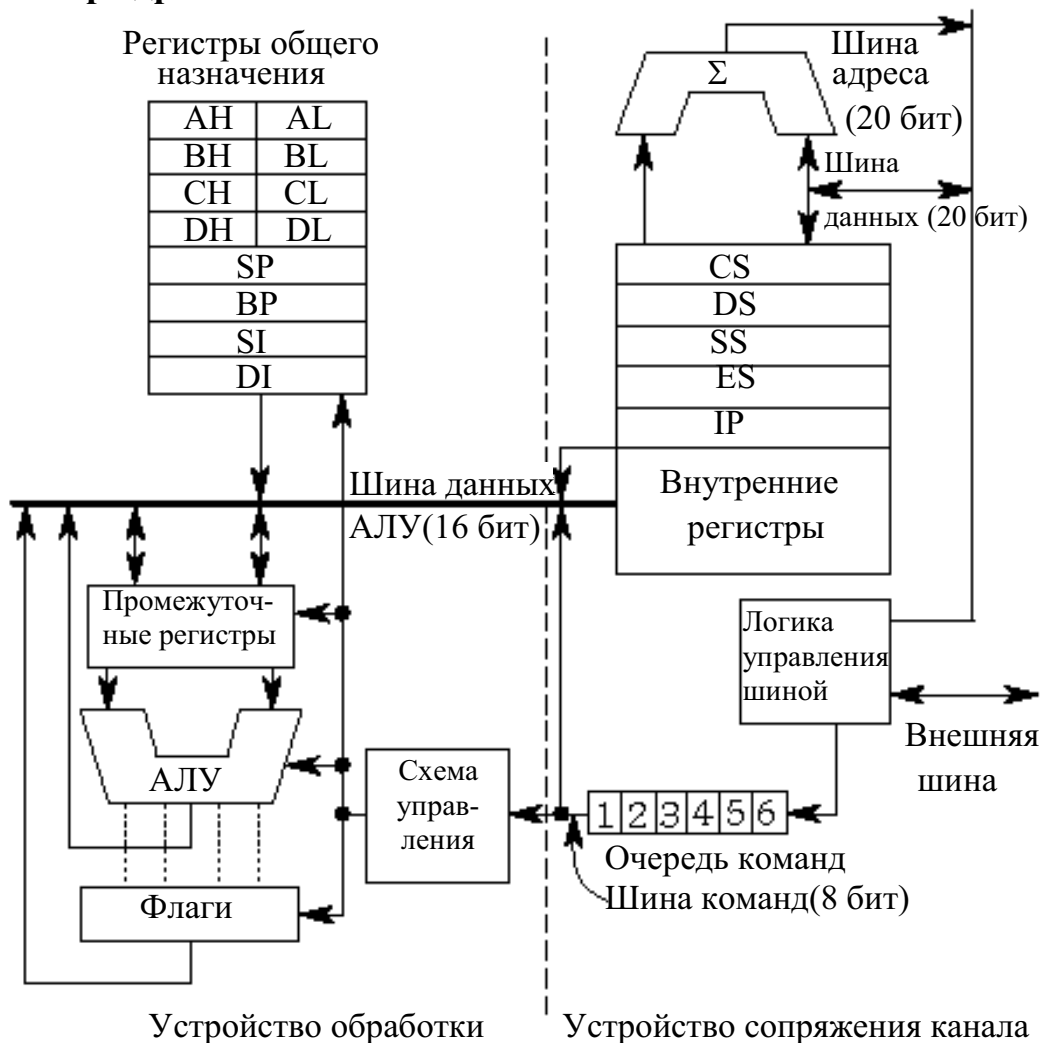 Регистры общего
назначения
AH AL
BH BL
CH CL
DH DL
SP
BP
SI
DI
Шина данных
АЛУ(16 бит)
Промежуточ-
ные регистры
АЛУ
Флаги
Схема
управ-
ления
Устройство обработки
Σ
Шина
адреса
(20 бит)
Шина
данных (20 бит)
CS
DS
SS
ES
IP
Внутренние
регистры
Логика
управления
шиной
Внешняя
шина
1 2 3 4 5 6
Очередь команд
Шина команд(8 бит)
Устройство сопряжения канала